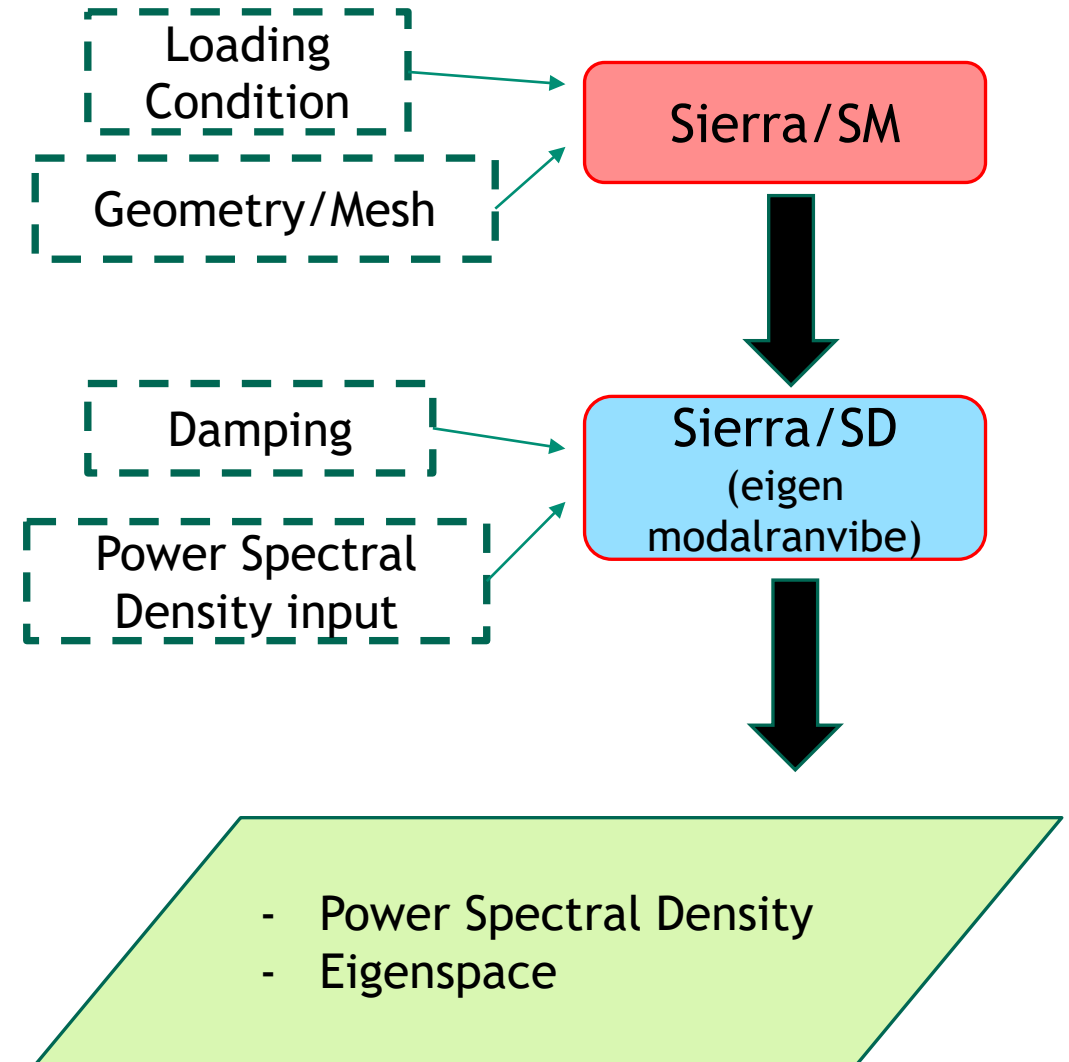 Loading
Condition
Sierra/SM
Geometry/Mesh
Damping
Sierra/SD
(eigen
modalranvibe)
Power Spectral
Density input
- Power Spectral Density
- Eigenspace